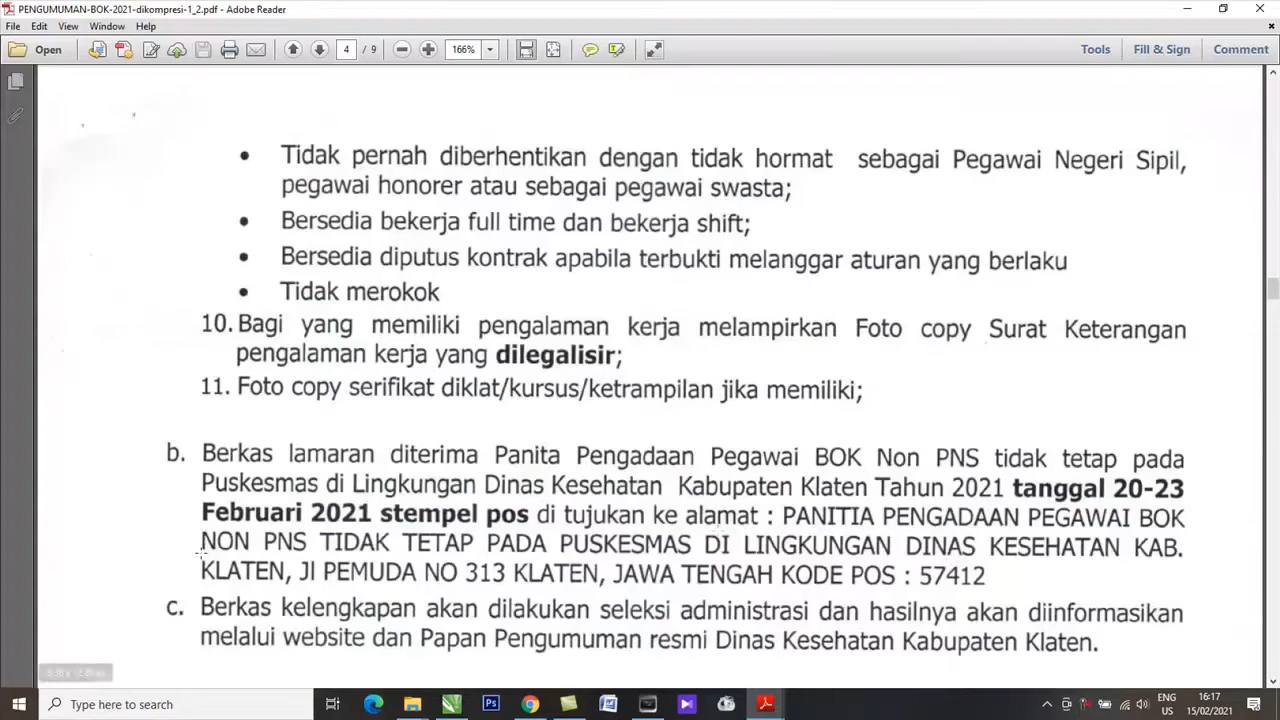 PENGUMUMAN-BOK-2021-dikompresi-1_2.pdf - Adobe Reader
File Edit View Window Help
Open 4 / 9 166% Tools Fill & Sign Comment
• Tidak pernah diberhentikan dengan tidak hormat sebagai Pegawai Negeri Sipil,
pegawai honorer atau sebagai pegawai swasta;
• Bersedia bekerja full time dan bekerja shift;
• Bersedia diputus kontrak apabila terbukti melanggar aturan yang berlaku
• Tidak merokok
10. Bagi yang memiliki pengalaman kerja melampirkan Foto copy Surat Keterangan
pengalaman kerja yang dilegalisir;
11. Foto copy serifikat diklat/kursus/ketrampilan jika memiliki;
b. Berkas lamaran diterima Panita Pengadaan Pegawai BOK Non PNS tidak tetap pada
Puskesmas di Lingkungan Dinas Kesehatan Kabupaten Klaten Tahun 2021 tanggal 20-23
Februari 2021 stempel pos di tujukan ke alamat : PANITIA PENGADAAN PEGAWAI BOK
NON PNS TIDAK TETAP PADA PUSKESMAS DI LINGKUNGAN DINAS KESEHATAN KAB.
KLATEN, Jl PEMUDA NO 313 KLATEN, JAWA TENGAH KODE POS : 57412
c. Berkas kelengkapan akan dilakukan seleksi administrasi dan hasilnya akan diinformasikan
melalui website dan Papan Pengumuman resmi Dinas Kesehatan Kabupaten Klaten.
Type here to search
ENG 16:17
US 15/02/2021